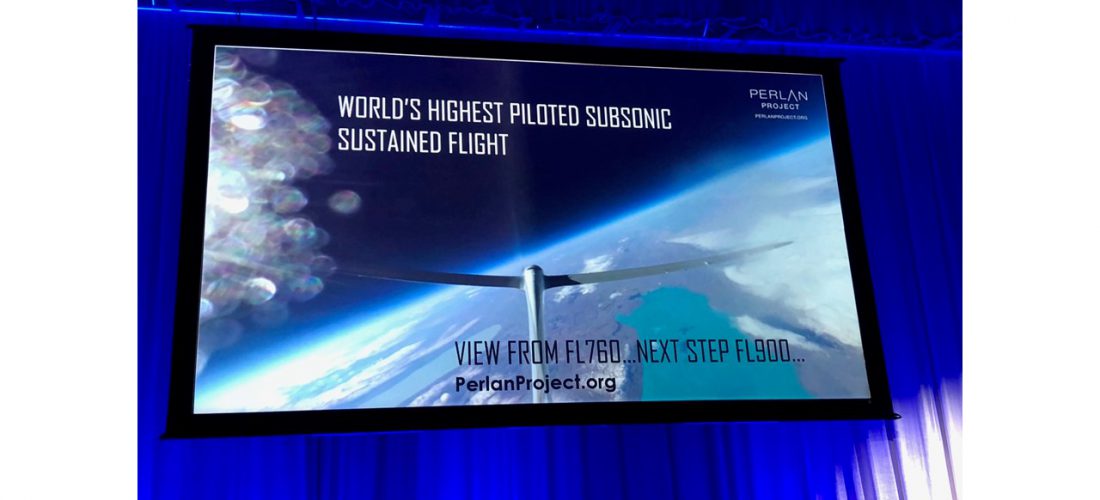 WORLD'S HIGHEST PILOTED SUBSONIC
SUSTAINED FLIGHT
PERLAN
PROJECT
PERLANPROJECT.ORG
VIEW FROM FL760...NEXT STEP FL900...
PerlanProject.org